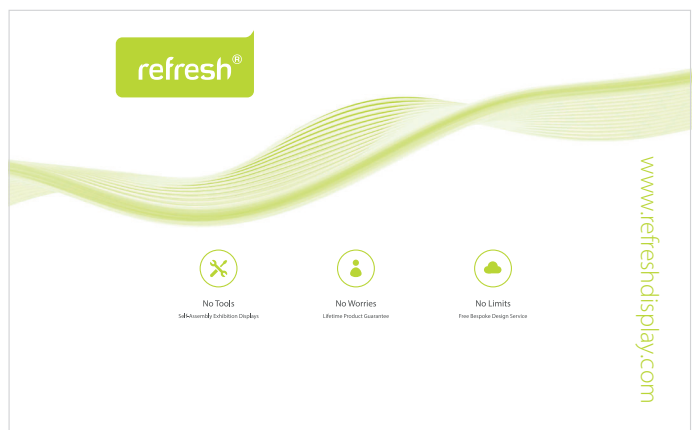 refresh®
www.refreshdisplay.com
No Tools
Self-Assembly Exhibition Displays
No Worries
Lifetime Product Guarantee
No Limits
Free Bespoke Design Service